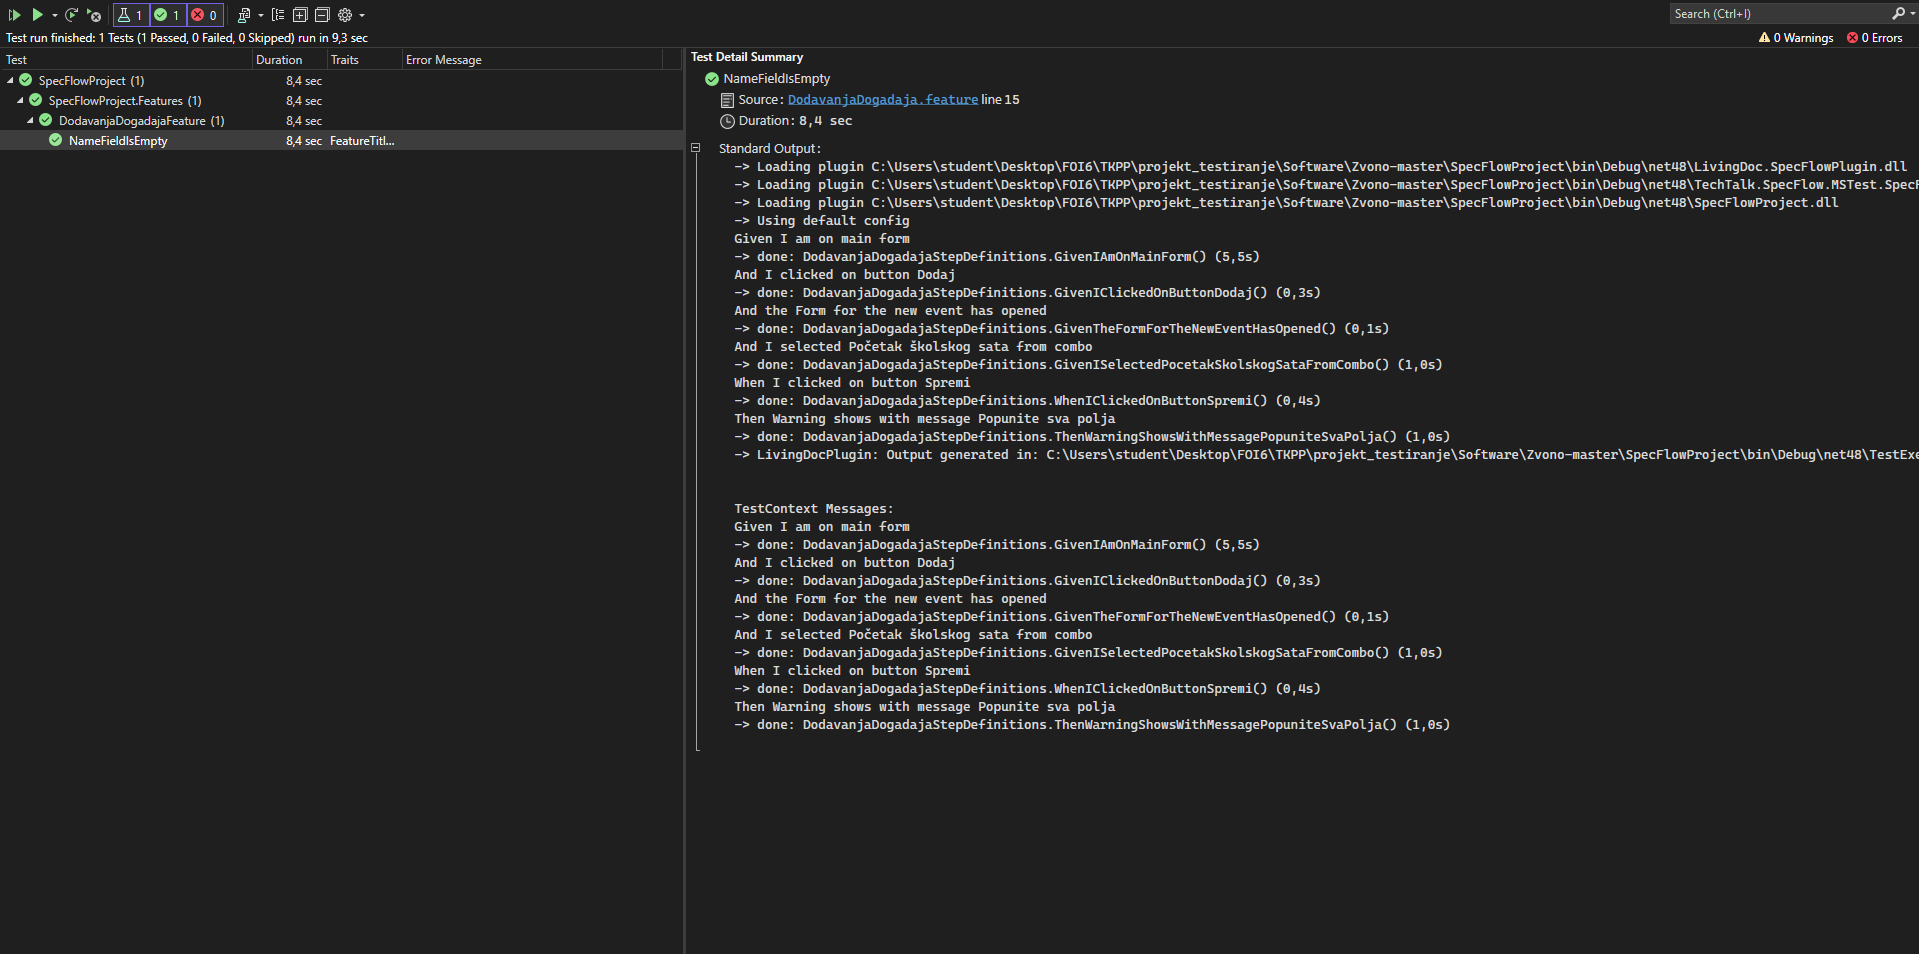 1 1 0
Search (Ctrl+I)
Test run finished: 1 Tests (1 Passed, 0 Failed, 0 Skipped) run in 9,3 sec
0 Warnings 0 Errors
Test Duration Traits Error Message
SpecFlowProject (1) 8,4 sec
SpecFlowProject.Features (1) 8,4 sec
DodavanjaDogadajaFeature (1) 8,4 sec
NameFieldIsEmpty 8,4 sec FeatureTitl...
Test Detail Summary
NameFieldIsEmpty
Source: DodavanjaDogadaja.feature line 15
Duration: 8,4 sec
Standard Output:
-> Loading plugin C:\Users\student\Desktop\FOI6\TKPP\projekt_testiranje\Software\Zvono-master\SpecFlowProject\bin\Debug\net48\LivingDoc.SpecFlowPlugin.dll
-> Loading plugin C:\Users\student\Desktop\FOI6\TKPP\projekt_testiranje\Software\Zvono-master\SpecFlowProject\bin\Debug\net48\TechTalk.SpecFlow.MSTest.SpecF
-> Loading plugin C:\Users\student\Desktop\FOI6\TKPP\projekt_testiranje\Software\Zvono-master\SpecFlowProject\bin\Debug\net48\SpecFlowProject.dll
-> Using default config
Given I am on main form
-> done: DodavanjaDogadajaStepDefinitions.GivenIAmOnMainForm() (5,5s)
And I clicked on button Dodaj
-> done: DodavanjaDogadajaStepDefinitions.GivenIClickedOnButtonDodaj() (0,3s)
And the Form for the new event has opened
-> done: DodavanjaDogadajaStepDefinitions.GivenTheFormForTheNewEventHasOpened() (0,1s)
And I selected Početak školskog sata from combo
-> done: DodavanjaDogadajaStepDefinitions.GivenISelectedPocetakSkolskogSataFromCombo() (1,0s)
When I clicked on button Spremi
-> done: DodavanjaDogadajaStepDefinitions.WhenIClickedOnButtonSpremi() (0,4s)
Then Warning shows with message Popunite sva polja
-> done: DodavanjaDogadajaStepDefinitions.ThenWarningShowsWithMessagePopuniteSvaPolja() (1,0s)
-> LivingDocPlugin: Output generated in: C:\Users\student\Desktop\FOI6\TKPP\projekt_testiranje\Software\Zvono-master\SpecFlowProject\bin\Debug\net48\TestExe
TestContext Messages:
Given I am on main form
-> done: DodavanjaDogadajaStepDefinitions.GivenIAmOnMainForm() (5,5s)
And I clicked on button Dodaj
-> done: DodavanjaDogadajaStepDefinitions.GivenIClickedOnButtonDodaj() (0,3s)
And the Form for the new event has opened
-> done: DodavanjaDogadajaStepDefinitions.GivenTheFormForTheNewEventHasOpened() (0,1s)
And I selected Početak školskog sata from combo
-> done: DodavanjaDogadajaStepDefinitions.GivenISelectedPocetakSkolskogSataFromCombo() (1,0s)
When I clicked on button Spremi
-> done: DodavanjaDogadajaStepDefinitions.WhenIClickedOnButtonSpremi() (0,4s)
Then Warning shows with message Popunite sva polja
-> done: DodavanjaDogadajaStepDefinitions.ThenWarningShowsWithMessagePopuniteSvaPolja() (1,0s)